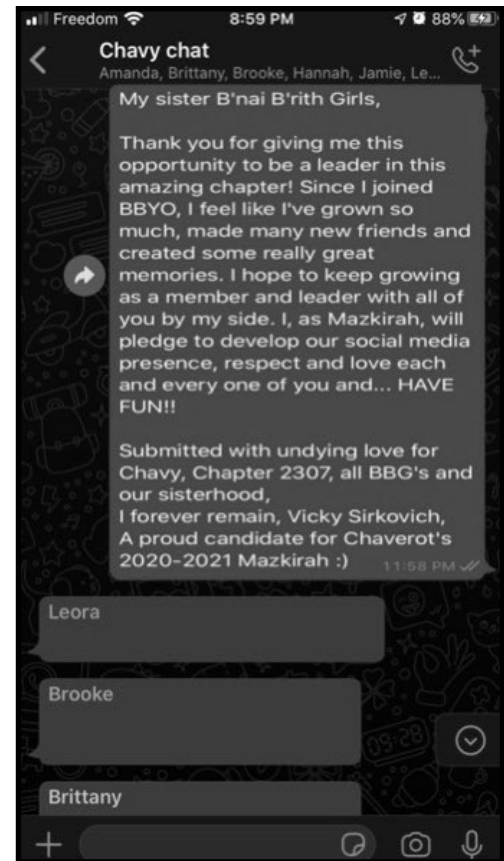 Freedom 8:59 PM 88%
Chavy chat
Amanda, Brittany, Brooke, Hannah, Jamie, Le...
My sister B'nai B'rith Girls,
Thank you for giving me this
opportunity to be a leader in this
amazing chapter! Since I joined
BBYO, I feel like I've grown so
much, made many new friends and
created some really great
memories. I hope to keep growing
as a member and leader with all of
you by my side. I, as Mazkirah, will
pledge to develop our social media
presence, respect and love each
and every one of you and... HAVE
FUN!!
Submitted with undying love for
Chavy, Chapter 2307, all BBG's and
our sisterhood,
I forever remain, Vicky Sirkovich,
A proud candidate for Chaverot's
2020-2021 Mazkirah :)
11:58 PM
Leora
Brooke
09:28
Brittany